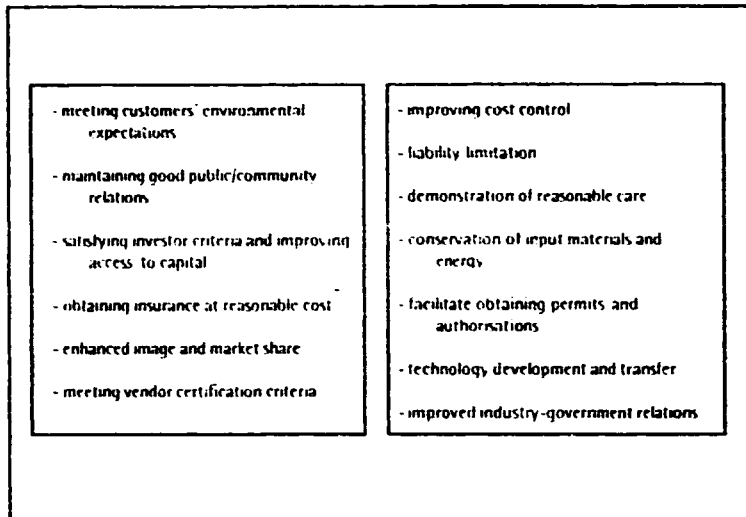 - meeting customers' environmental
expectations
- maintaining good public/community
relations
- satisfying investor criteria and improving
access to capital
- obtaining insurance at reasonable cost
- enhanced image and market share
- meeting vendor certification criteria
- improving cost control
- liability limitation
- demonstration of reasonable care
- conservation of input materials and
energy
- facilitate obtaining permits and
authorisations
- technology development and transfer
- improved industry-government relations